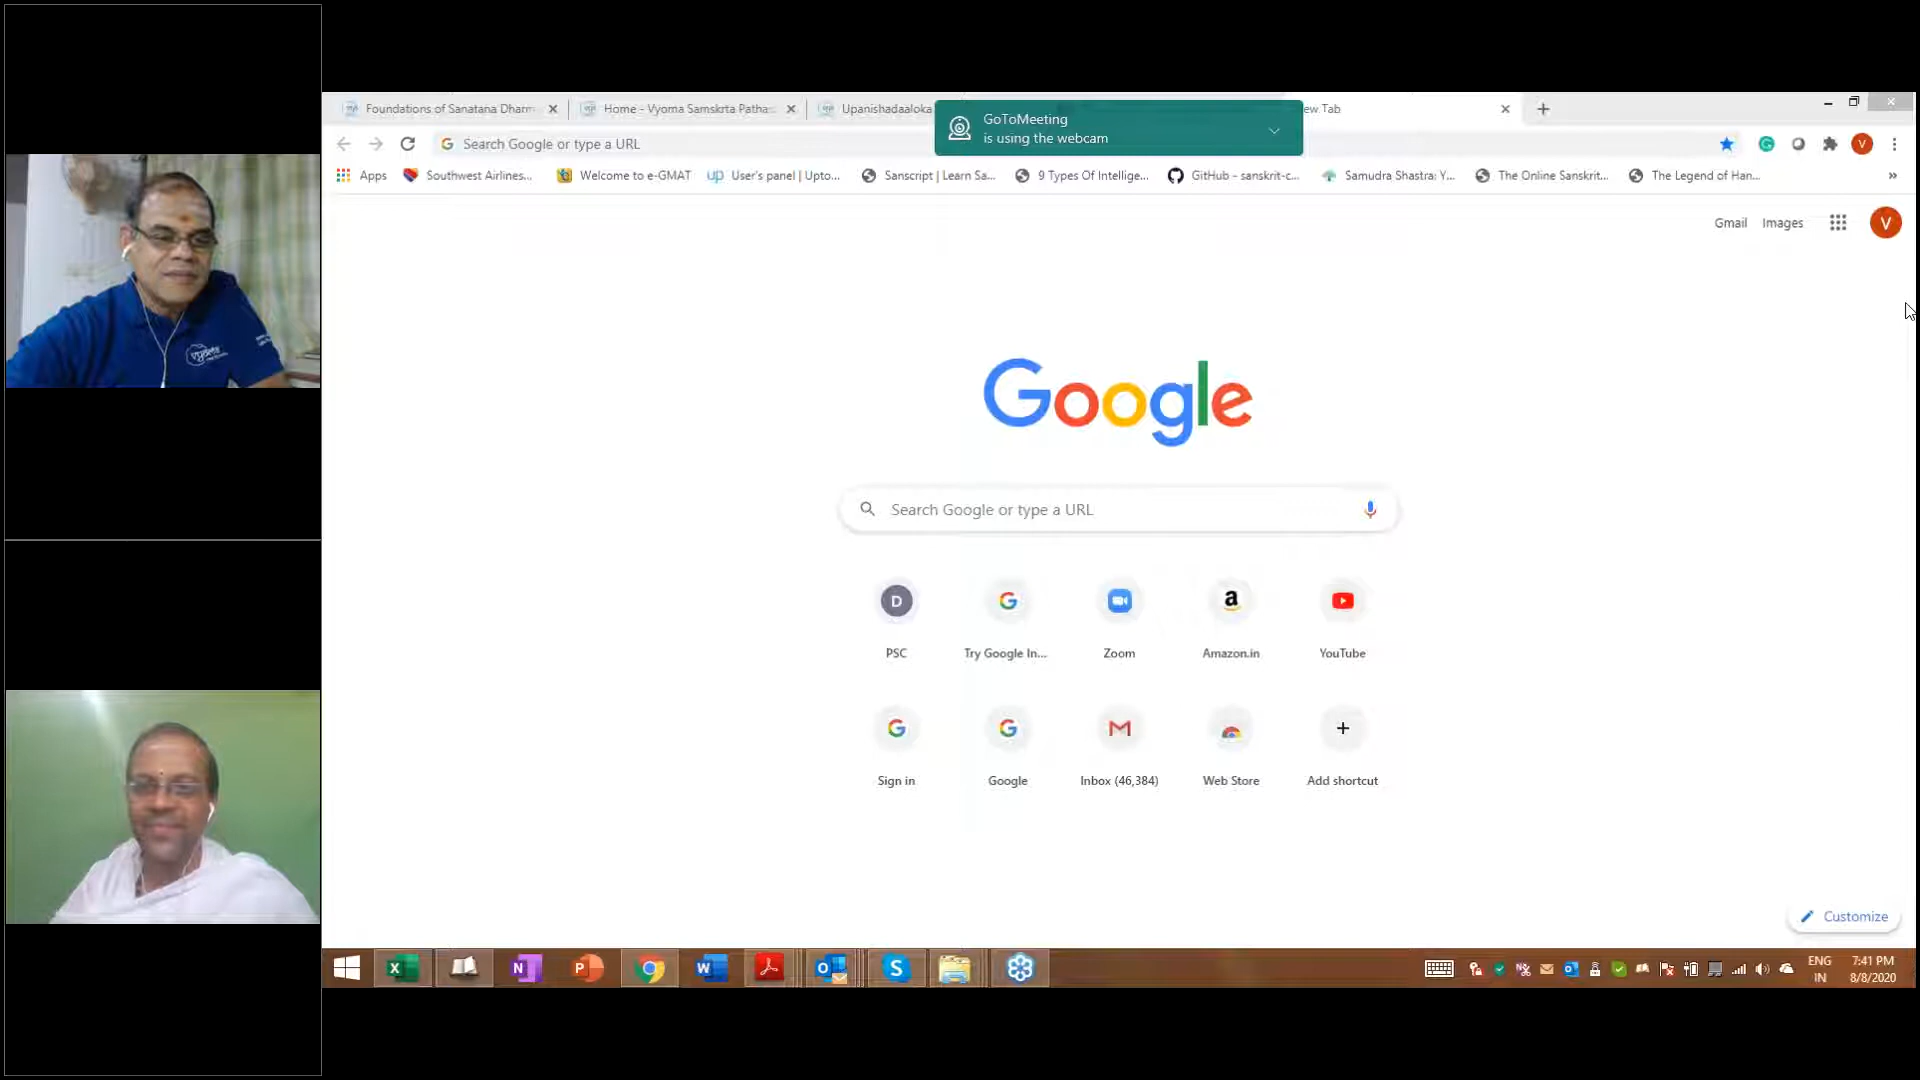 Foundations of Sanatana Dharm
Home - Vyoma Samskrta Pathas
Upanishadaaloka
ew Tab
GoToMeeting
is using the webcam
Search Google or type a URL
V
Apps
Southwest Airlines...
Welcome to e-GMAT
up User's panel | Upto...
Sanscript | Learn Sa...
9 Types Of Intellige...
GitHub - sanskrit-c...
Samudra Shastra: Y...
The Online Sanskrit...
The Legend of Han...
»
Gmail Images V
vyoma
Google
Search Google or type a URL
D
PSC
Try Google In...
Zoom
Amazon.in
YouTube
Sign in
Google
Inbox (46,384)
Web Store
Add shortcut
Customize
ENG
IN
7:41 PM
8/8/2020